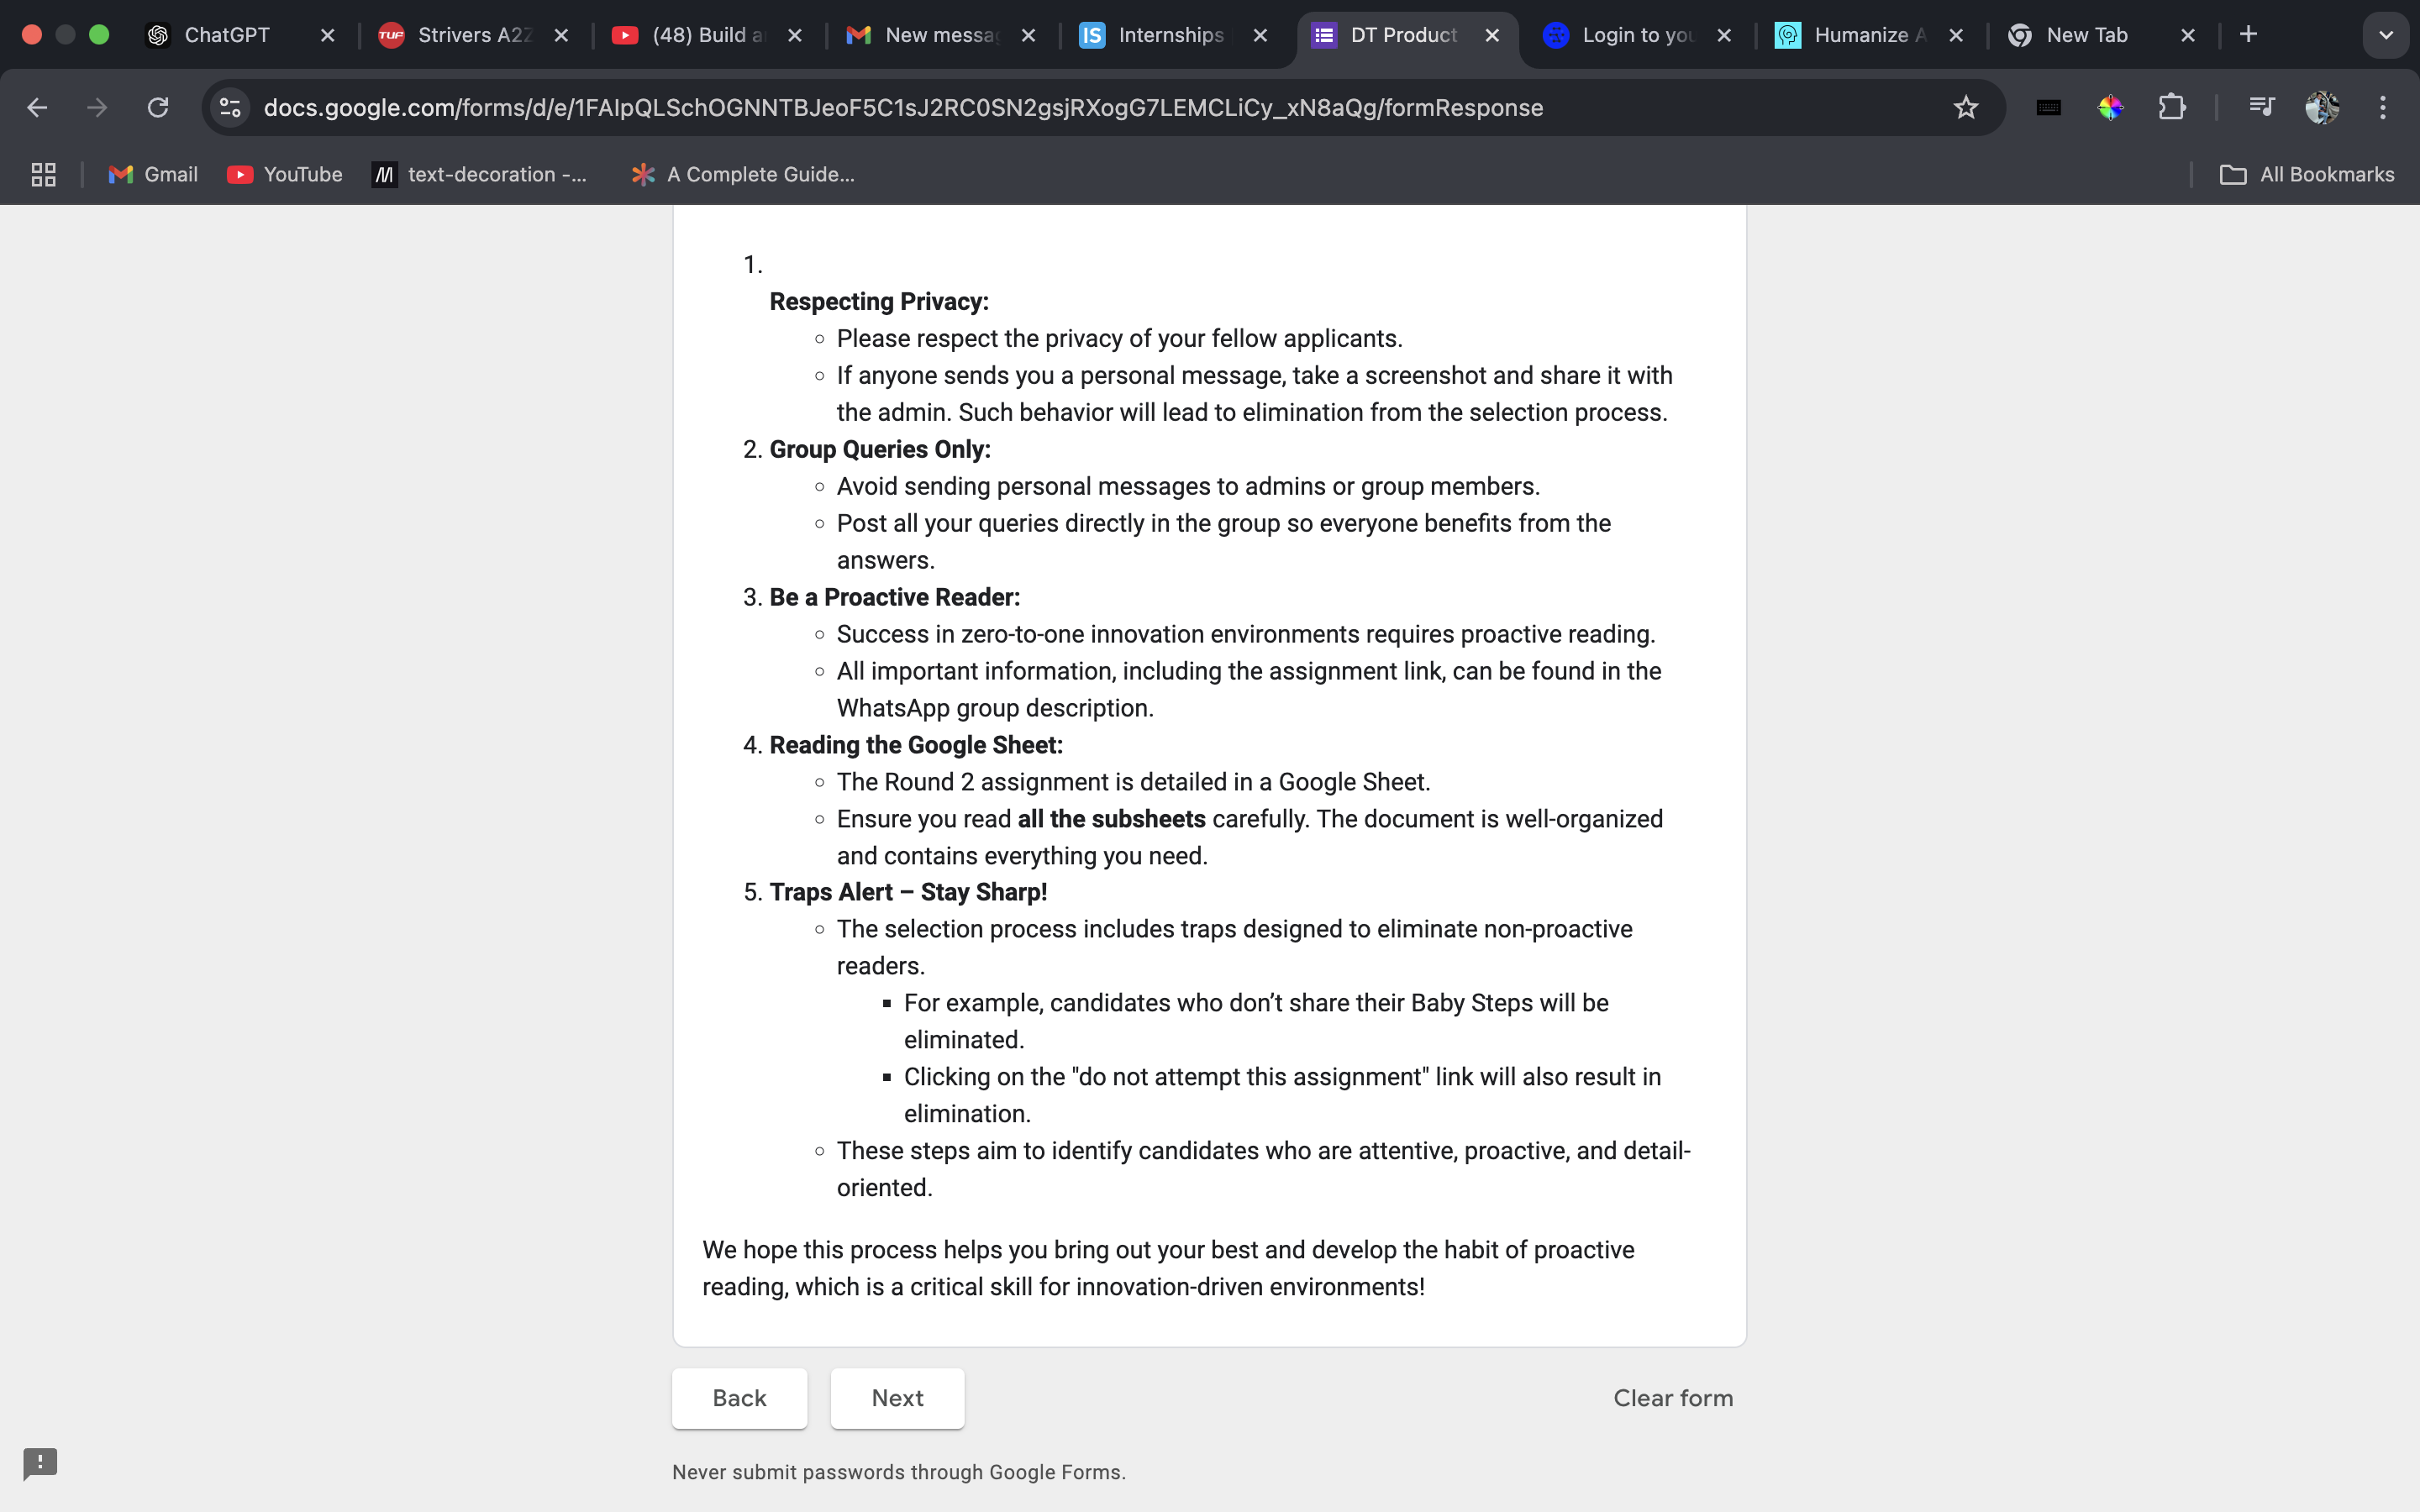 ChatGPT
Strivers A2Z
(48) Build a
New messag
Internships
DT Product
Login to you
Humanize A
New Tab
docs.google.com/forms/d/e/1FAIpQLSchOGNNTBJeoF5C1sJ2RC0SN2gsjRXogG7LEMCLiCy_xN8aQg/formResponse
Gmail
YouTube
text-decoration -...
A Complete Guide...
All Bookmarks
1.
Respecting Privacy:
Please respect the privacy of your fellow applicants.
If anyone sends you a personal message, take a screenshot and share it with
the admin. Such behavior will lead to elimination from the selection process.
2. Group Queries Only:
Avoid sending personal messages to admins or group members.
Post all your queries directly in the group so everyone benefits from the
answers.
3. Be a Proactive Reader:
Success in zero-to-one innovation environments requires proactive reading.
All important information, including the assignment link, can be found in the
WhatsApp group description.
4. Reading the Google Sheet:
The Round 2 assignment is detailed in a Google Sheet.
Ensure you read all the subsheets carefully. The document is well-organized
and contains everything you need.
5. Traps Alert – Stay Sharp!
The selection process includes traps designed to eliminate non-proactive
readers.
For example, candidates who don’t share their Baby Steps will be
eliminated.
Clicking on the "do not attempt this assignment" link will also result in
elimination.
These steps aim to identify candidates who are attentive, proactive, and detail-
oriented.
We hope this process helps you bring out your best and develop the habit of proactive
reading, which is a critical skill for innovation-driven environments!
Back
Next
Clear form
Never submit passwords through Google Forms.